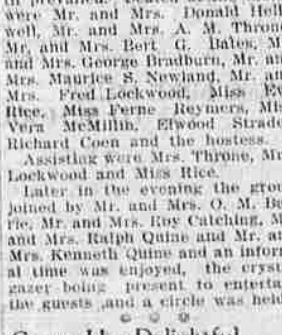 were Mr. and Mrs. Donald Hell
well, Mr. and Mrs. A. M. Throne
Mr. and Mrs. Bert G. Bates, M
and Mrs. George Bradburn, Mr. an
Mrs. Maurice S. Newland, Mr. an
Mrs. Fred Lockwood, Miss Ev
Rice, Miss Ferne Reymers, Mis
Vera McMillin, Elwood Strade
Richard Coen and the hostess.
Assisting were Mrs. Throne, Mr
Lockwood and Miss Rice.
Later in the evening the grou
joined by Mr. and Mrs. O. M. Be
rie, Mr. and Mrs. Roy Catching, M
and Mrs. Ralph Quine and Mr. an
Mrs. Kenneth Quine and an inform
al time was enjoyed, the cryst
gazer being present to enterta
the guests and a circle was held
Delightful